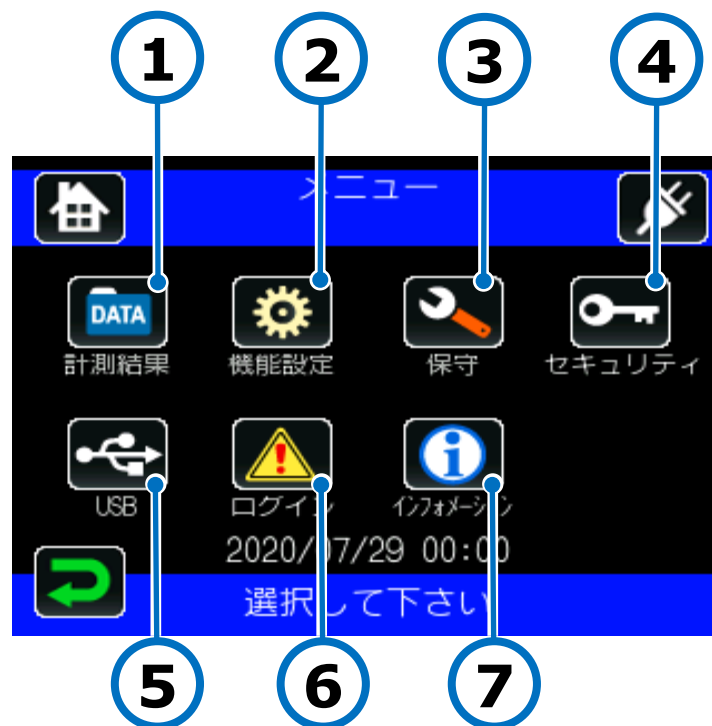 1 2 3 4
メニュー
DATA
計測結果 機能設定 保守 セキュリティ
USB ログイン インフォメーション
2020/07/29 00:00
選択して下さい
5 6 7